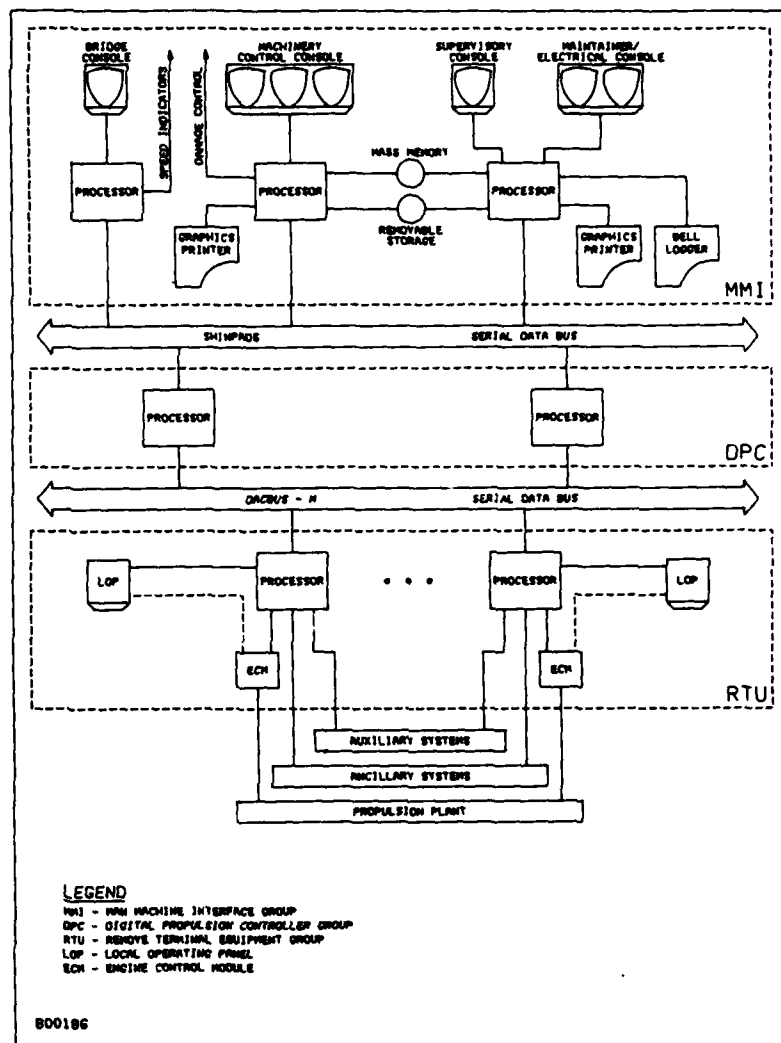 BRIDGE
CONSOLE
SPEED INDICATORS
DAMAGE CONTROL
MACHINERY
CONTROL CONSOLE
SUPERVISORY
CONSOLE
MAINTAINER/
ELECTRICAL CONSOLE
PROCESSOR
PROCESSOR
MASS MEMORY
REMOVABLE
STORAGE
PROCESSOR
GRAPHICS
PRINTER
GRAPHICS
PRINTER
BELL
LOGGER
MMI
SHINPADS
SERIAL DATA BUS
PROCESSOR
PROCESSOR
DPC
DACBUS - M
SERIAL DATA BUS
LOP
PROCESSOR
• • •
PROCESSOR
LOP
ECM
ECM
RTU
AUXILIARY SYSTEMS
ANCILLARY SYSTEMS
PROPULSION PLANT
LEGEND
MMI - MAN MACHINE INTERFACE GROUP
DPC - DIGITAL PROPULSION CONTROLLER GROUP
RTU - REMOTE TERMINAL EQUIPMENT GROUP
LOP - LOCAL OPERATING PANEL
ECM - ENGINE CONTROL MODULE
800186